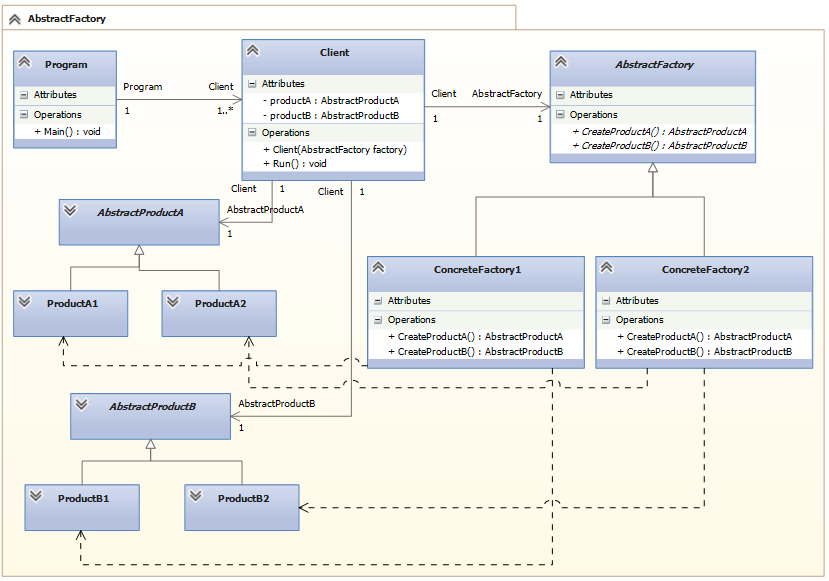 AbstractFactory
Program
Attributes
Operations
+ Main() : void
Program
1
Client
1..*
Client
Attributes
- productA : AbstractProductA
- productB : AbstractProductB
Operations
+ Client(AbstractFactory factory)
+ Run() : void
Client
1
AbstractFactory
1
AbstractFactory
Attributes
Operations
+ CreateProductA() : AbstractProductA
+ CreateProductB() : AbstractProductB
Client
1
Client
1
AbstractProductA
1
AbstractProductA
ProductA1
ProductA2
ConcreteFactory1
Attributes
Operations
+ CreateProductA() : AbstractProductA
+ CreateProductB() : AbstractProductB
ConcreteFactory2
Attributes
Operations
+ CreateProductA() : AbstractProductA
+ CreateProductB() : AbstractProductB
AbstractProductB
AbstractProductB
1
ProductB1
ProductB2